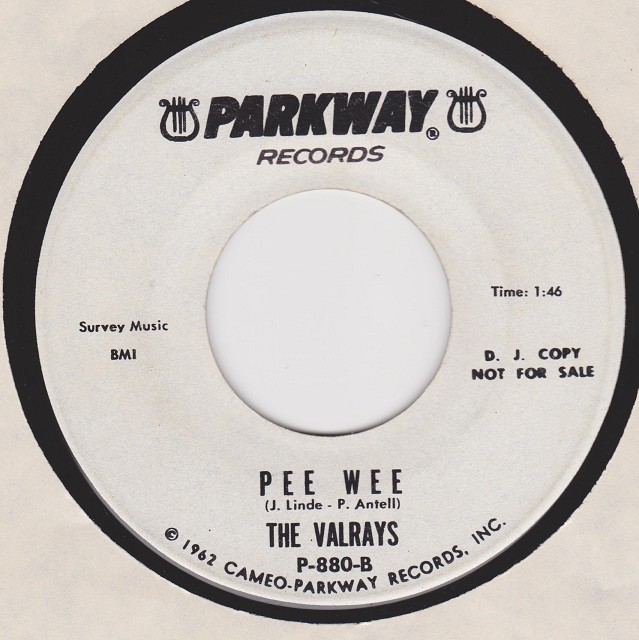 PARKWAY®
RECORDS
Time: 1:46
Survey Music
BMI
D. J. COPY
NOT FOR SALE
PEE WEE
(J. Linde - P. Antell)
THE VALRAYS
P-880-B
© 1962 CAMEO-PARKWAY RECORDS, INC.